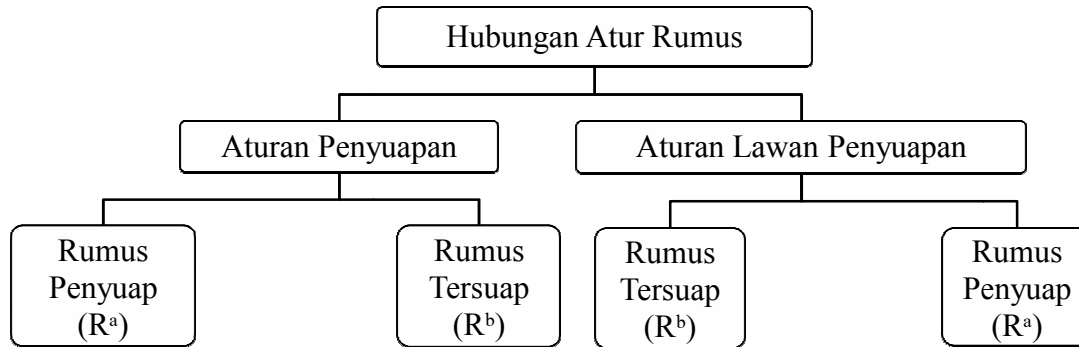 Hubungan Atur Rumus
Aturan Penyuapan
Aturan Lawan Penyuapan
Rumus
Penyuap
(Rᵃ)
Rumus
Tersuap
(Rᵇ)
Rumus
Tersuap
(Rᵇ)
Rumus
Penyuap
(Rᵃ)